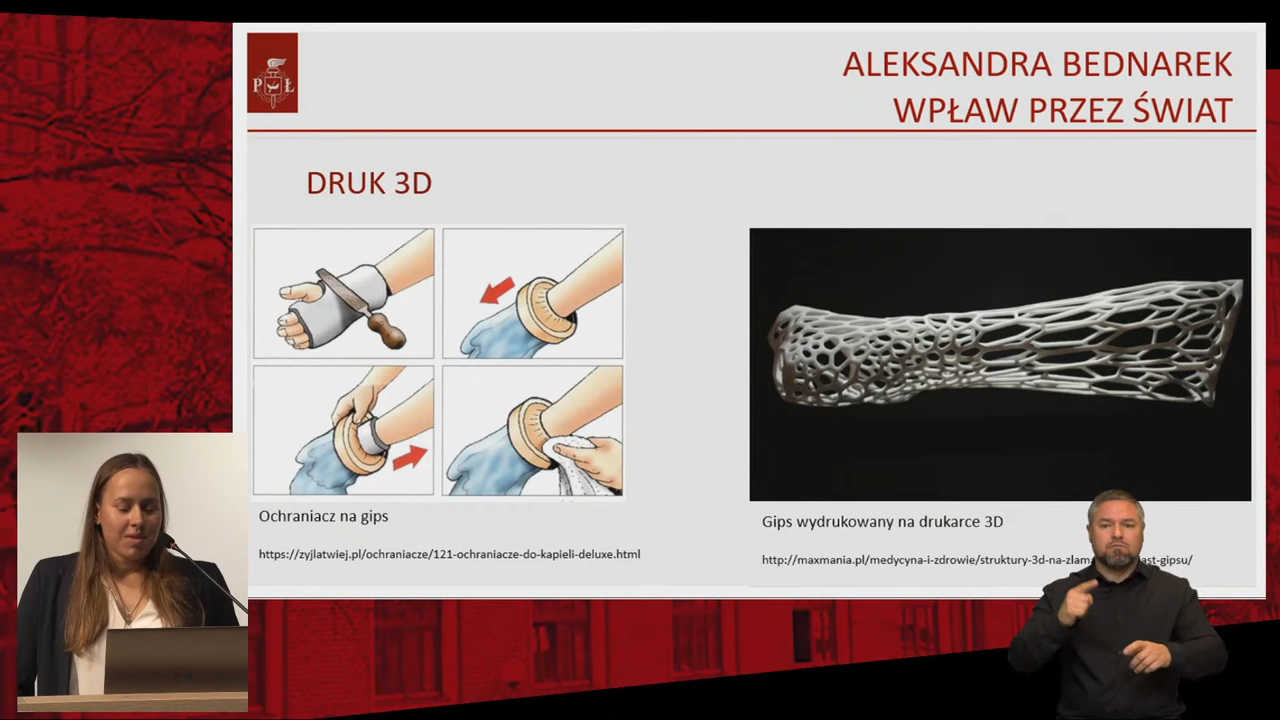 P Ł
ALEKSANDRA BEDNAREK
WPŁAW PRZEZ ŚWIAT
DRUK 3D
Ochraniacz na gips
https://zyjlatwiej.pl/ochraniacze/121-ochraniacze-do-kapieli-deluxe.html
Gips wydrukowany na drukarce 3D
http://maxmania.pl/medycyna-i-zdrowie/struktury-3d-na-zlam ast-gipsu/